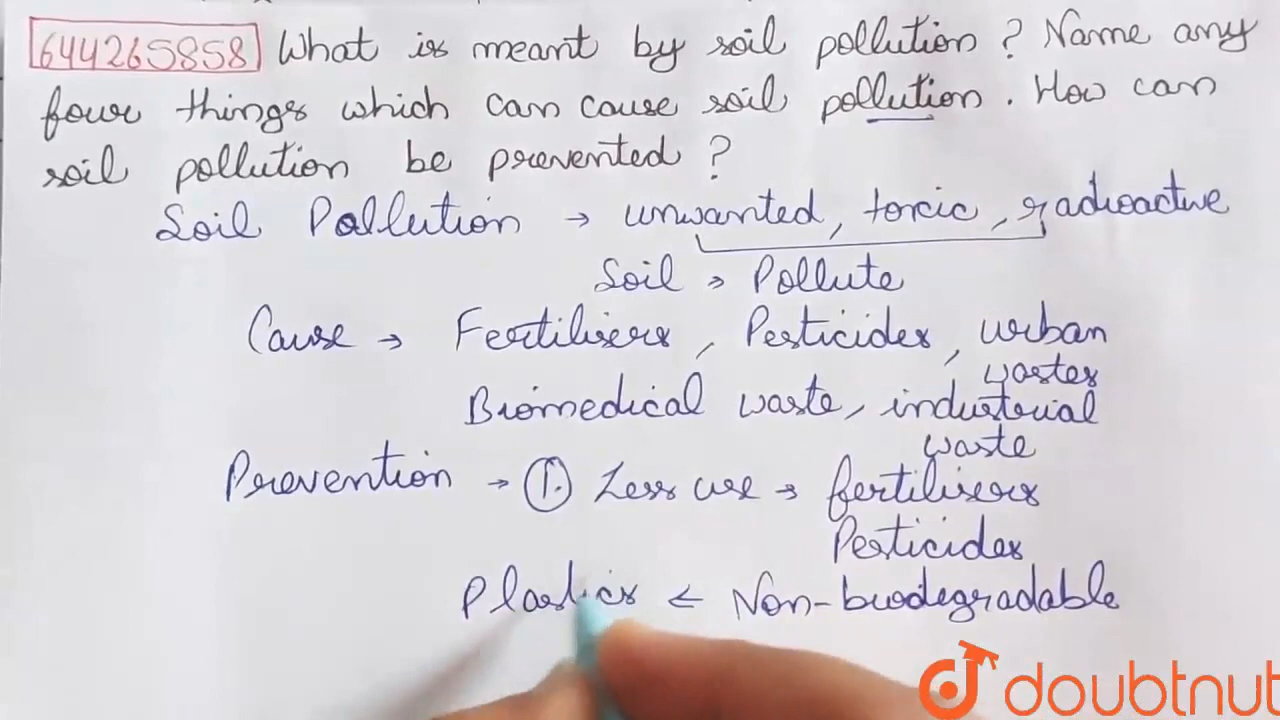 644265858 What is meant by soil pollution ? Name any
four things which can cause soil pollution . How can
soil pollution be prevented ?
Soil Pollution → unwanted, toxic, radioactive
Soil → Pollute
Cause → Fertilisers, Pesticides, urban
wastes
Biomedical waste, industrial
waste
Prevention → 1. Less use → fertilisers
Pesticides
Plastics ← Non-biodegradable
doubtnut